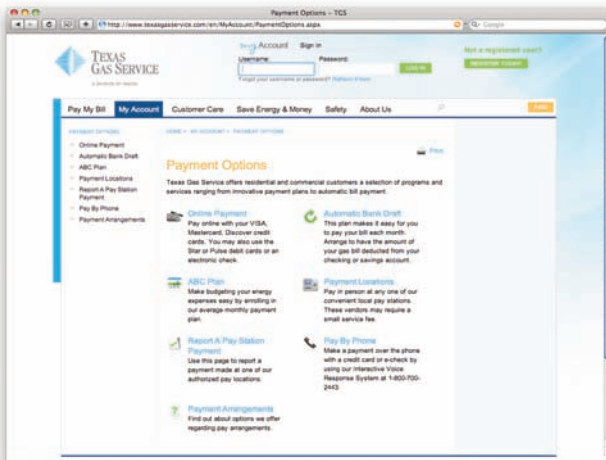 Payment Options – TGS
http://www.texasgasservice.com/en/MyAccount/PaymentOptions.aspx
Google
TEXAS
GAS SERVICE
Account Sign In
Username: Password:
LOG IN
Forgot your username or password?
Not a registered user?
REGISTER TODAY
Pay My Bill My Account Customer Care Save Energy & Money Safety About Us
PAYMENT OPTIONS
Online Payment
Automatic Bank Draft
ABC Plan
Payment Locations
Report A Pay Station
Payment
Pay By Phone
Payment Arrangements
HOME > MY ACCOUNT > PAYMENT OPTIONS
Print
Payment Options
Texas Gas Service offers residential and commercial customers a selection of programs and
services ranging from innovative payment plans to automatic bill payment.
Online Payment
Pay online with your VISA,
Mastercard, Discover credit
cards. You may also use the
Star or Pulse debit cards or an
electronic check.
Automatic Bank Draft
This plan makes it easy for you
to pay your bill each month.
Arrange to have the amount of
your gas bill deducted from your
checking or savings account.
ABC Plan
Make budgeting your energy
expenses easy by enrolling in
our average monthly payment
plan.
Payment Locations
Pay in person at any one of our
convenient local pay stations.
These vendors may require a
small service fee.
Report A Pay Station
Payment
Use this page to report a
payment made at one of our
authorized pay locations.
Pay By Phone
Make a payment over the phone
with a credit card or e-check by
using our Interactive Voice
Response System at 1-800-700-
2443.
Payment Arrangements
Find out about options we offer
regarding pay arrangements.